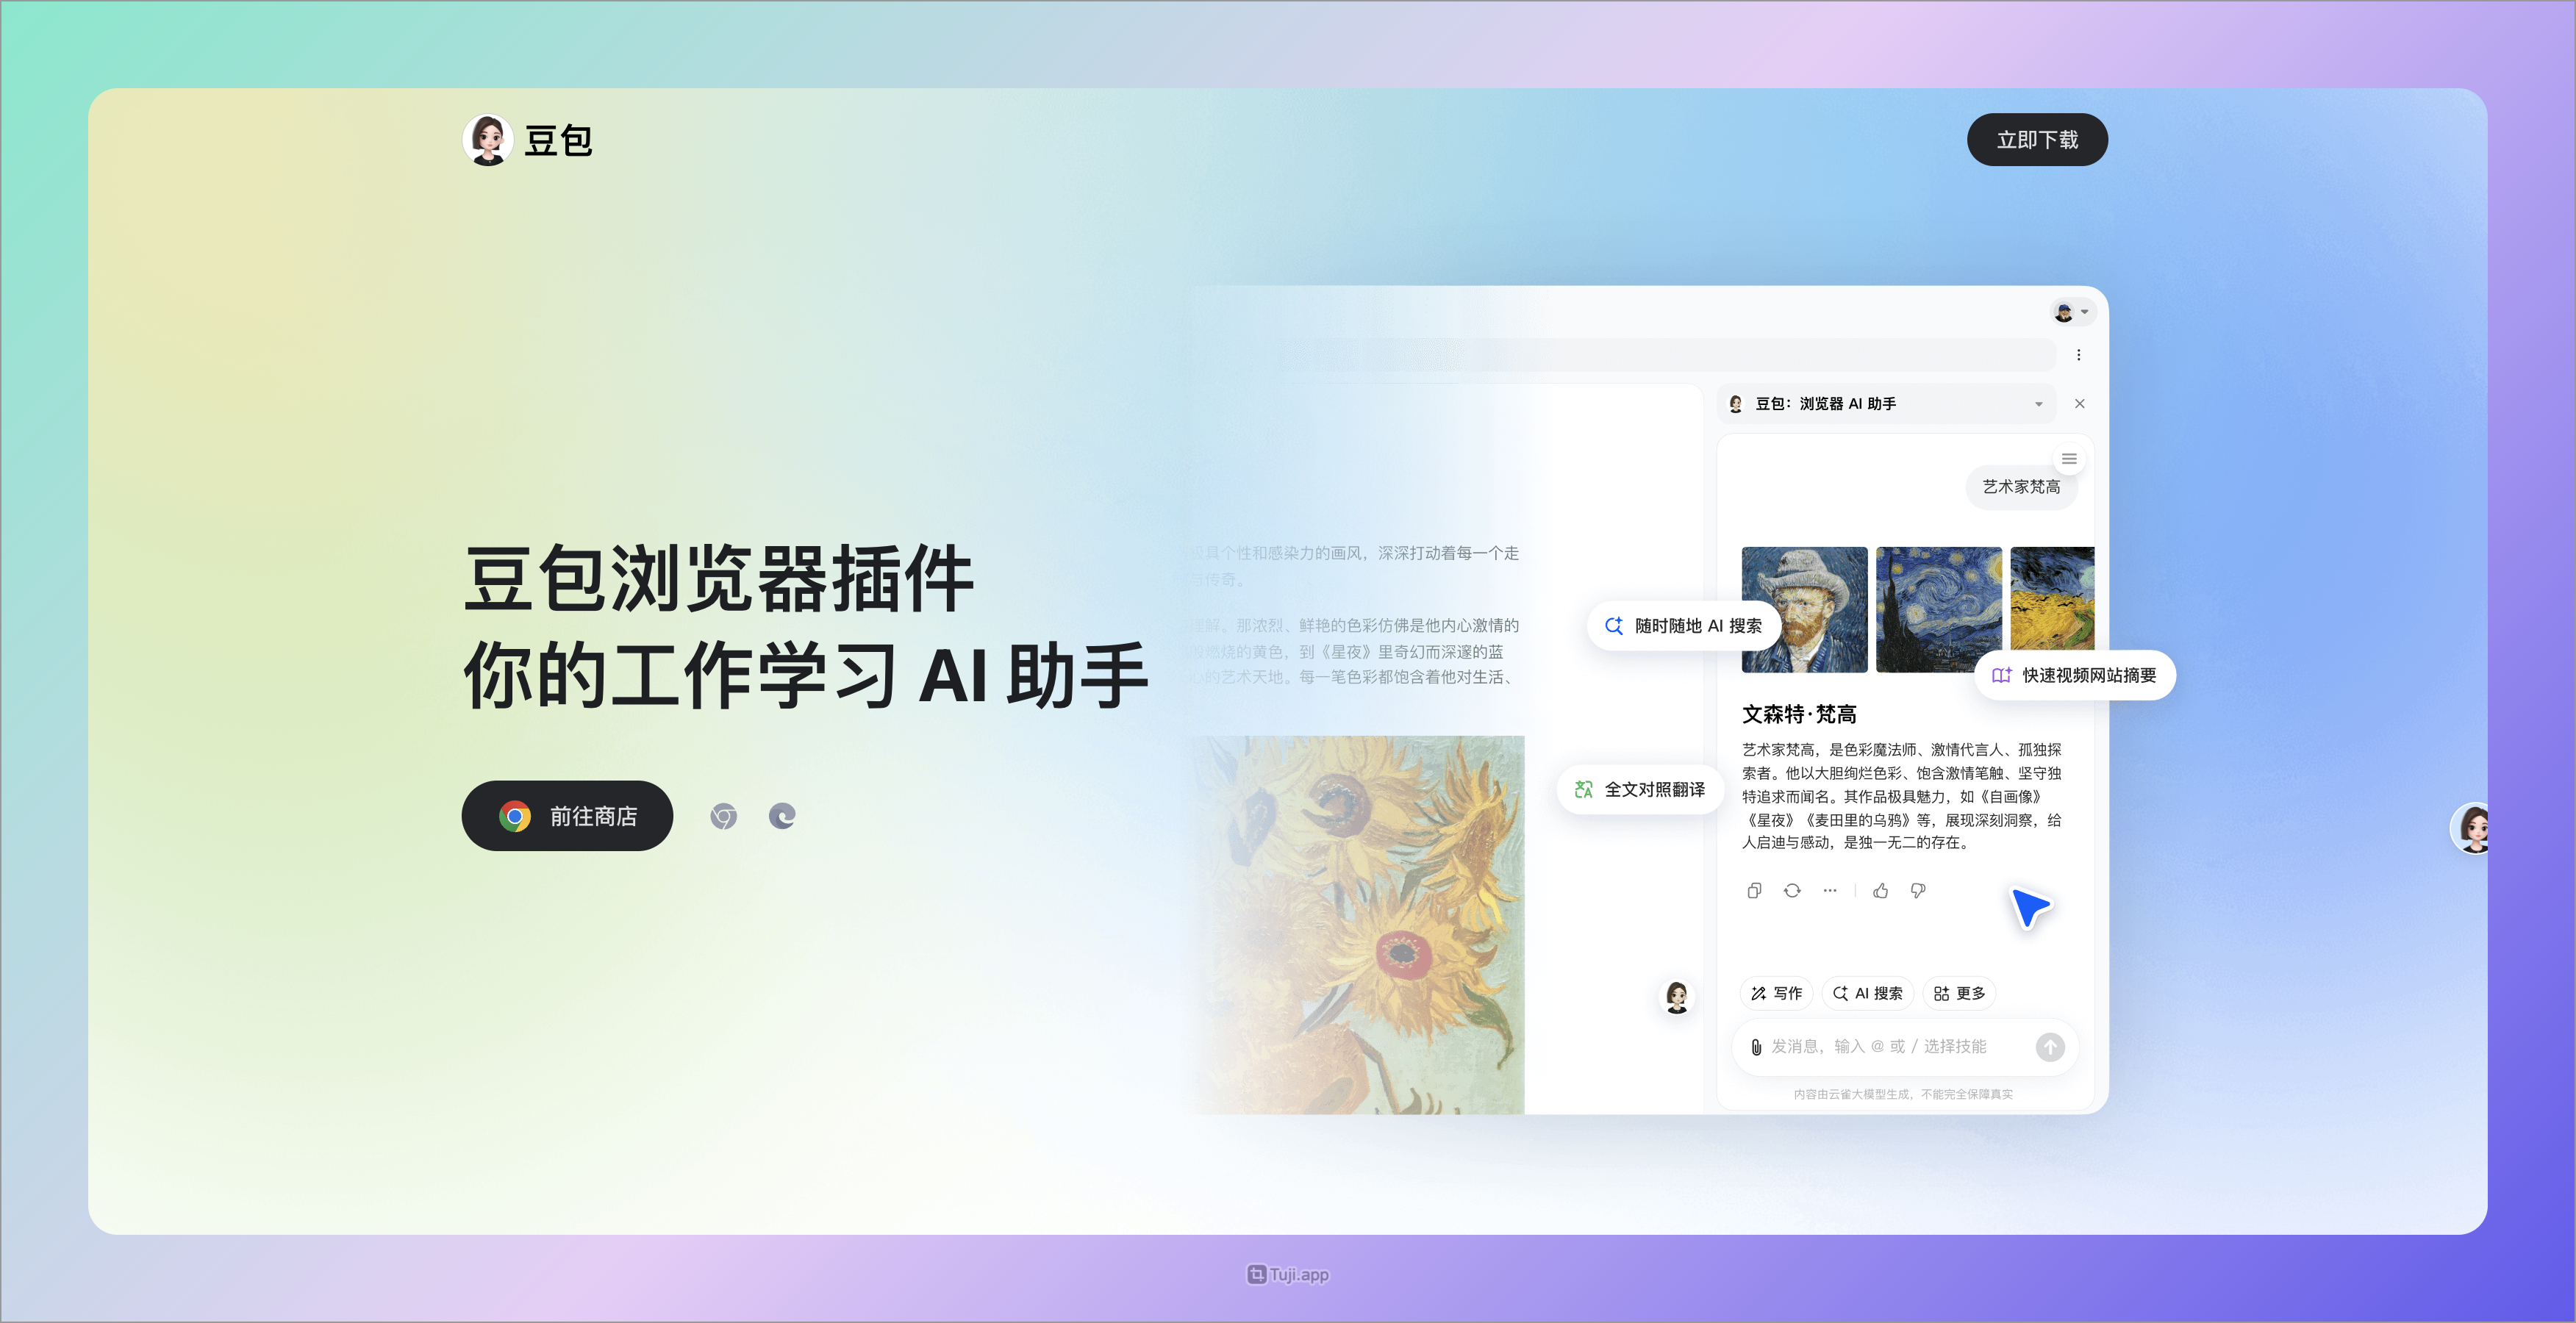 豆包
立即下载
豆包浏览器插件
你的工作学习 AI 助手
前往商店
具个性和感染力的画风，深深打动着每一个走
传奇。
解。那浓烈、鲜艳的色彩仿佛是他内心激情的
燃烧的黄色，到《星夜》里奇幻而深邃的蓝
的艺术天地。每一笔色彩都饱含着他对生活、
随时随地 AI 搜索
全文对照翻译
快速视频网站摘要
豆包：浏览器 AI 助手
艺术家梵高
文森特·梵高
艺术家梵高，是色彩魔法师、激情代言人、孤独探
索者。他以大胆绚烂色彩、饱含激情笔触、坚守独
特追求而闻名。其作品极具魅力，如《自画像》
《星夜》《麦田里的乌鸦》等，展现深刻洞察，给
人启迪与感动，是独一无二的存在。
写作
AI 搜索
更多
发消息，输入 @ 或 / 选择技能
内容由云雀大模型生成，不能完全保障真实
Tuji.app